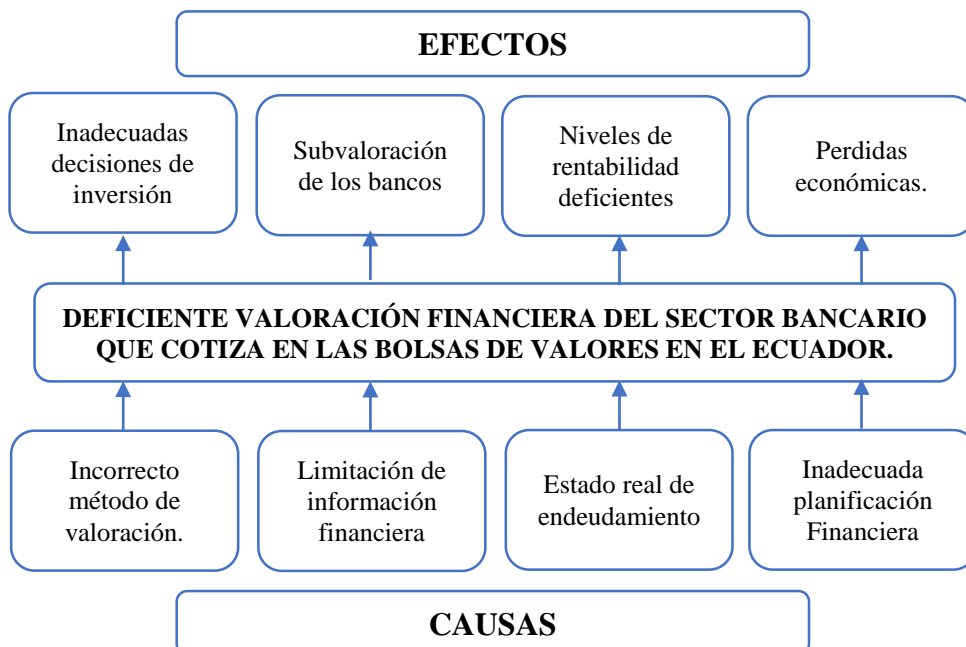 EFECTOS
Inadecuadas
decisiones de
inversión
Subvaloración
de los bancos
Niveles de
rentabilidad
deficientes
Perdidas
económicas.
DEFICIENTE VALORACIÓN FINANCIERA DEL SECTOR BANCARIO
QUE COTIZA EN LAS BOLSAS DE VALORES EN EL ECUADOR.
Incorrecto
método de
valoración.
Limitación de
información
financiera
Estado real de
endeudamiento
Inadecuada
planificación
Financiera
CAUSAS